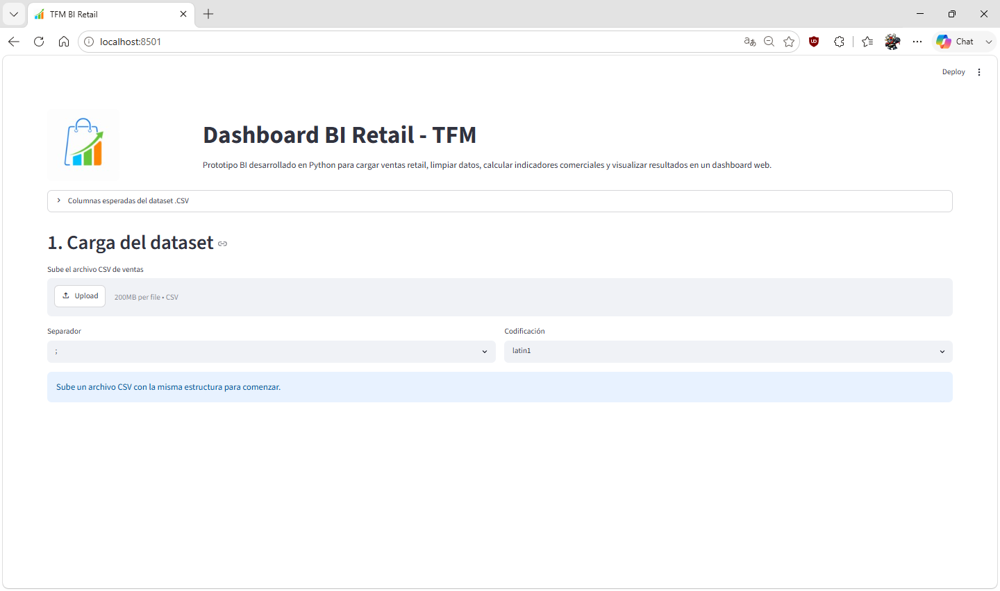 TFM BI Retail
localhost:8501
Chat
Deploy
Dashboard BI Retail - TFM
Prototipo BI desarrollado en Python para cargar ventas retail, limpiar datos, calcular indicadores comerciales y visualizar resultados en un dashboard web.
Columnas esperadas del dataset .CSV
1. Carga del dataset
Sube el archivo CSV de ventas
Upload 200MB per file • CSV
Separador Codificación
; latin1
Sube un archivo CSV con la misma estructura para comenzar.